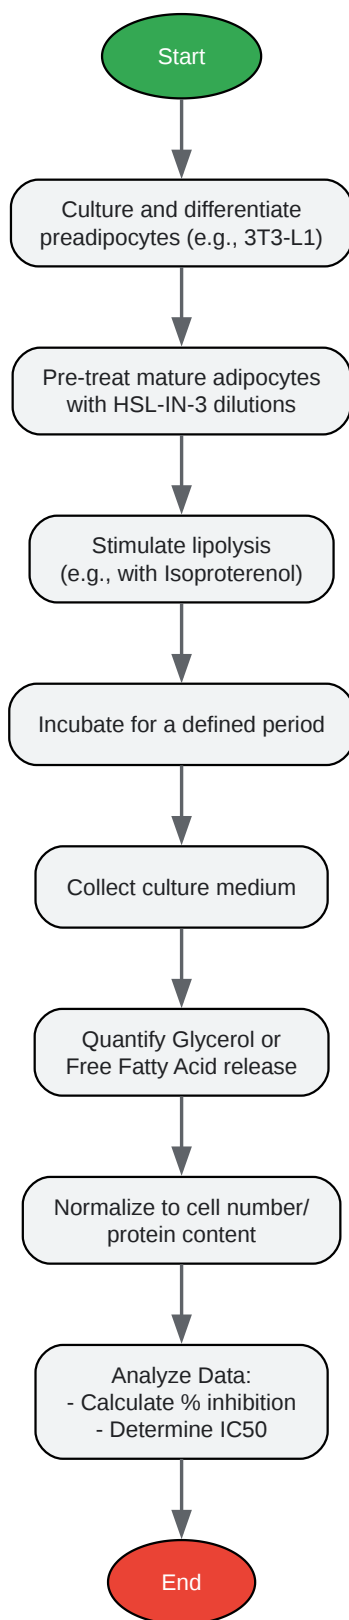 Start
Culture and differentiate
preadipocytes (e.g., 3T3-L1)
Pre-treat mature adipocytes
with HSL-IN-3 dilutions
Stimulate lipolysis
(e.g., with Isoproterenol)
Incubate for a defined period
Collect culture medium
Quantify Glycerol or
Free Fatty Acid release
Normalize to cell number/
protein content
Analyze Data:
- Calculate % inhibition
- Determine IC50
End